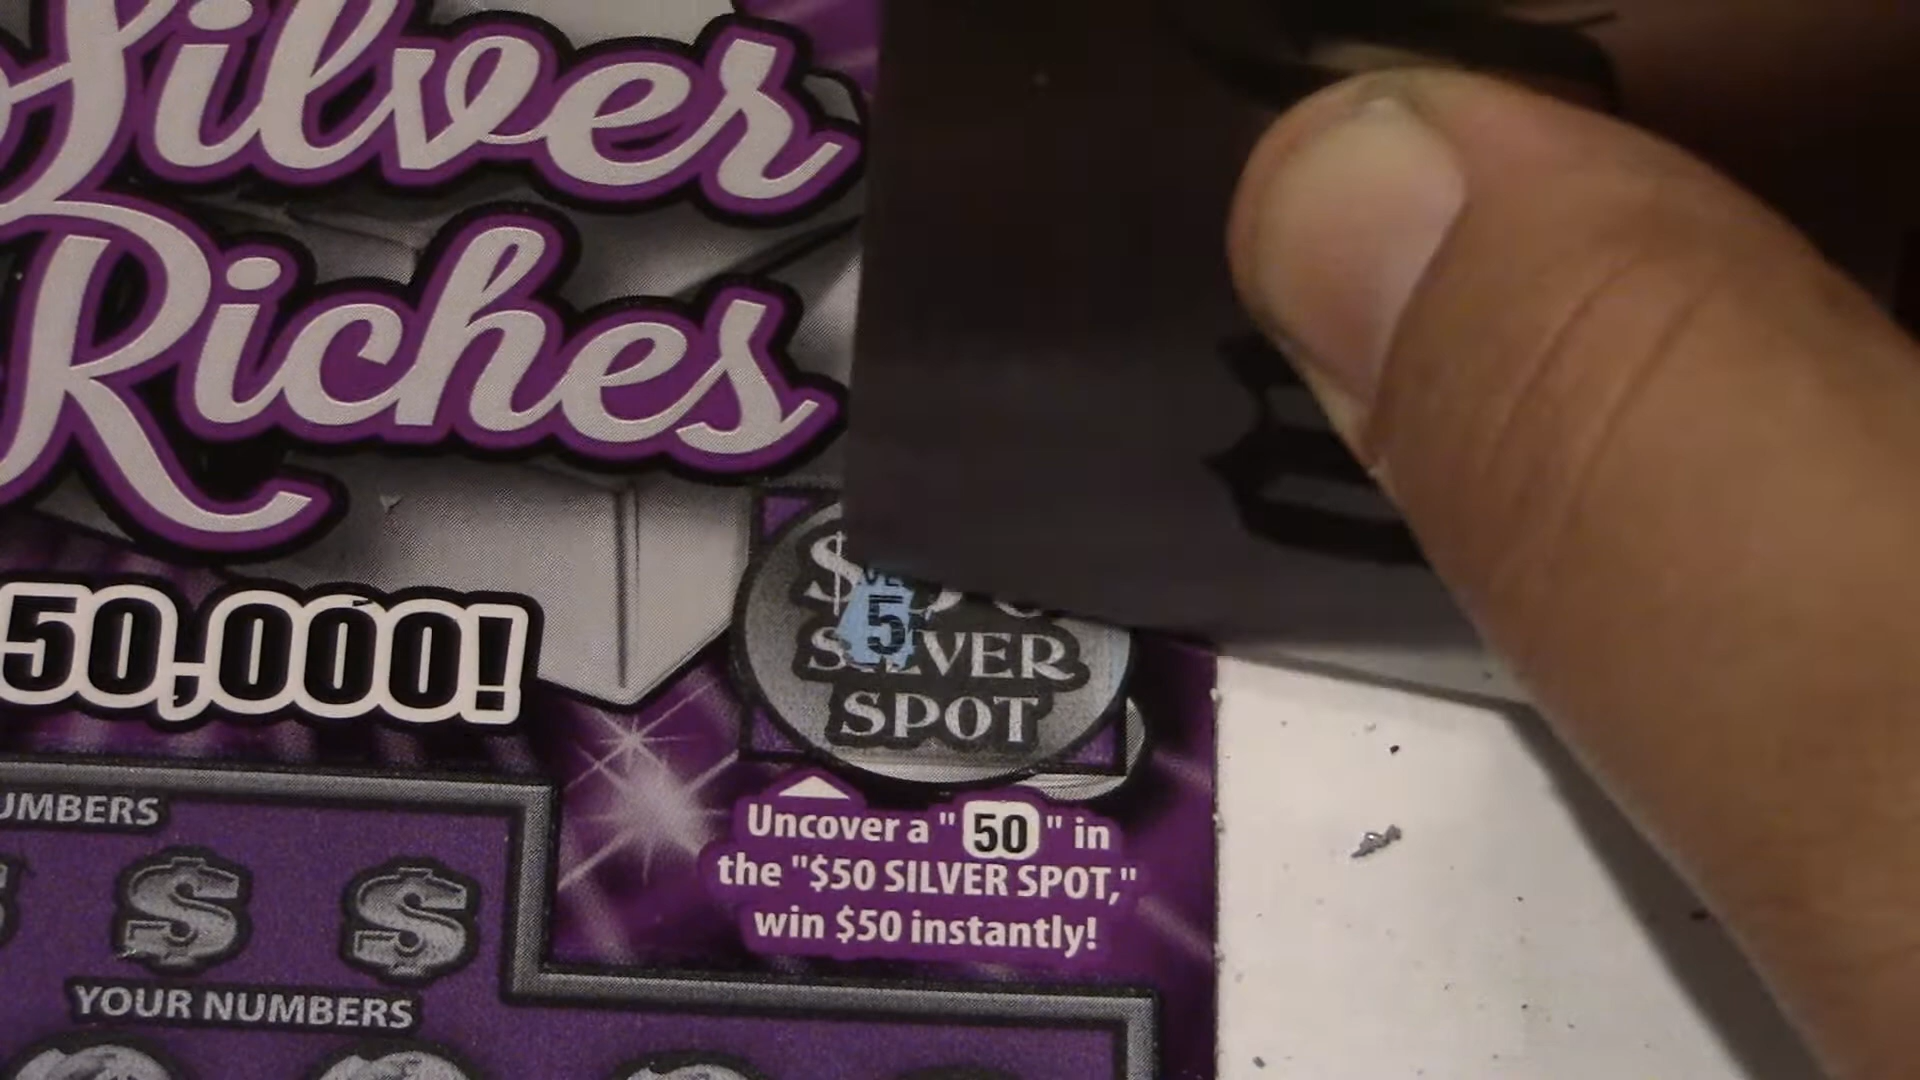 Silver
Riches
50,000!
5
SILVER
SPOT
Uncover a "50" in
the "$50 SILVER SPOT,"
win $50 instantly!
$ $
YOUR NUMBERS